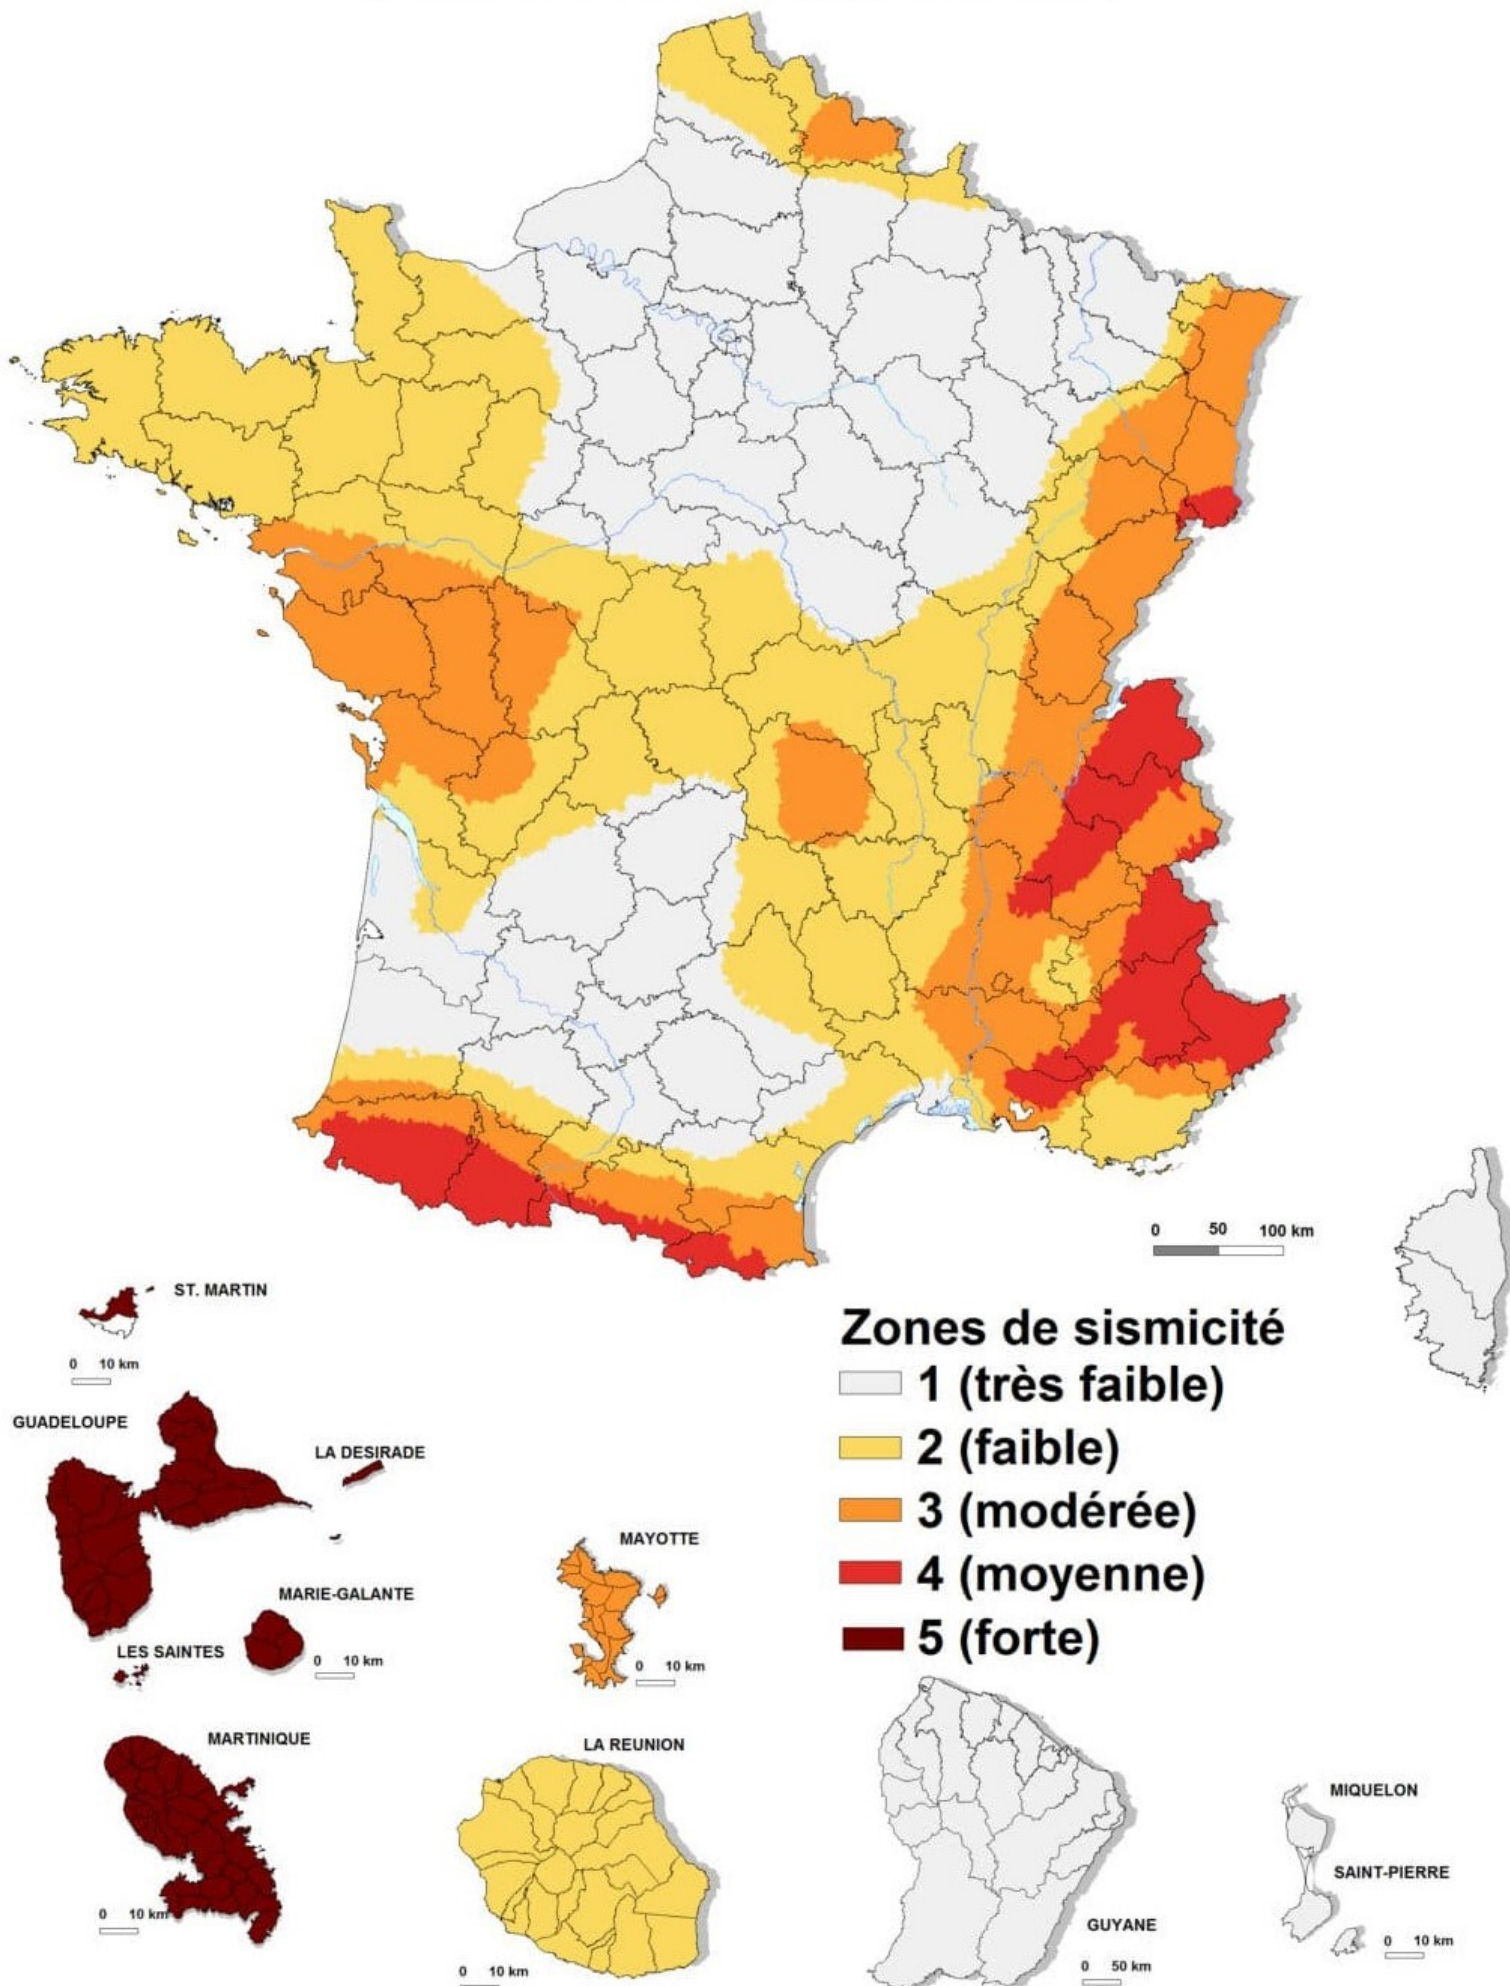 0 50 100 km
ST. MARTIN
0 10 km
Zones de sismicité
1 (très faible)
2 (faible)
3 (modérée)
4 (moyenne)
5 (forte)
GUADELOUPE
LA DESIRADE
MARIE-GALANTE
0 10 km
LES SAINTES
MAYOTTE
0 10 km
MARTINIQUE
0 10 km
LA REUNION
0 10 km
GUYANE
0 50 km
MIQUELON
SAINT-PIERRE
0 10 km